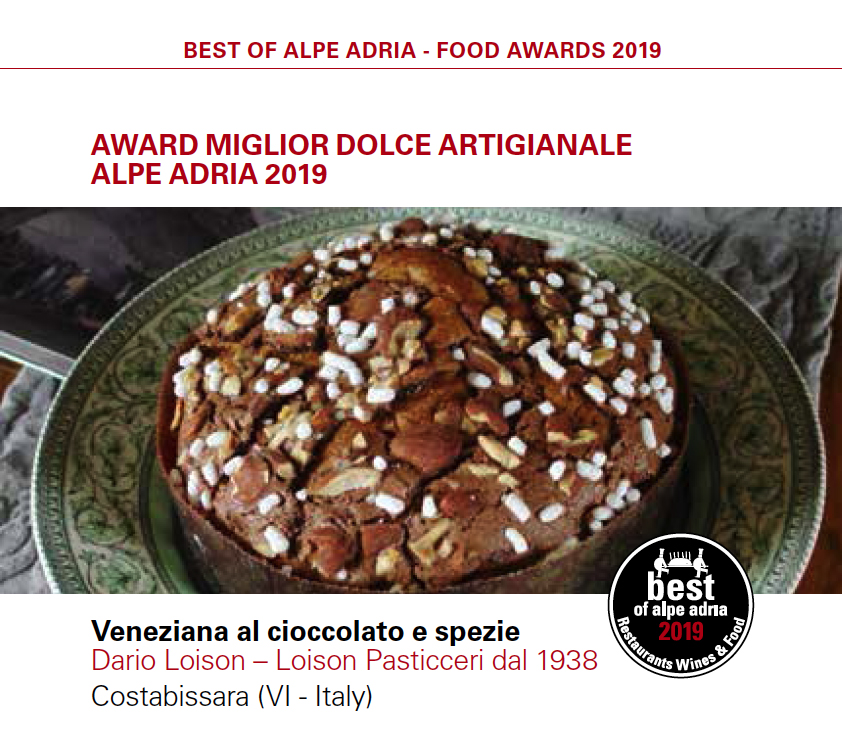 BEST OF ALPE ADRIA - FOOD AWARDS 2019
AWARD MIGLIOR DOLCE ARTIGIANALE
ALPE ADRIA 2019
best
of alpe adria
2019
Restaurants Wines & Food
Veneziana al cioccolato e spezie
Dario Loison – Loison Pasticceri dal 1938
Costabissara (VI - Italy)